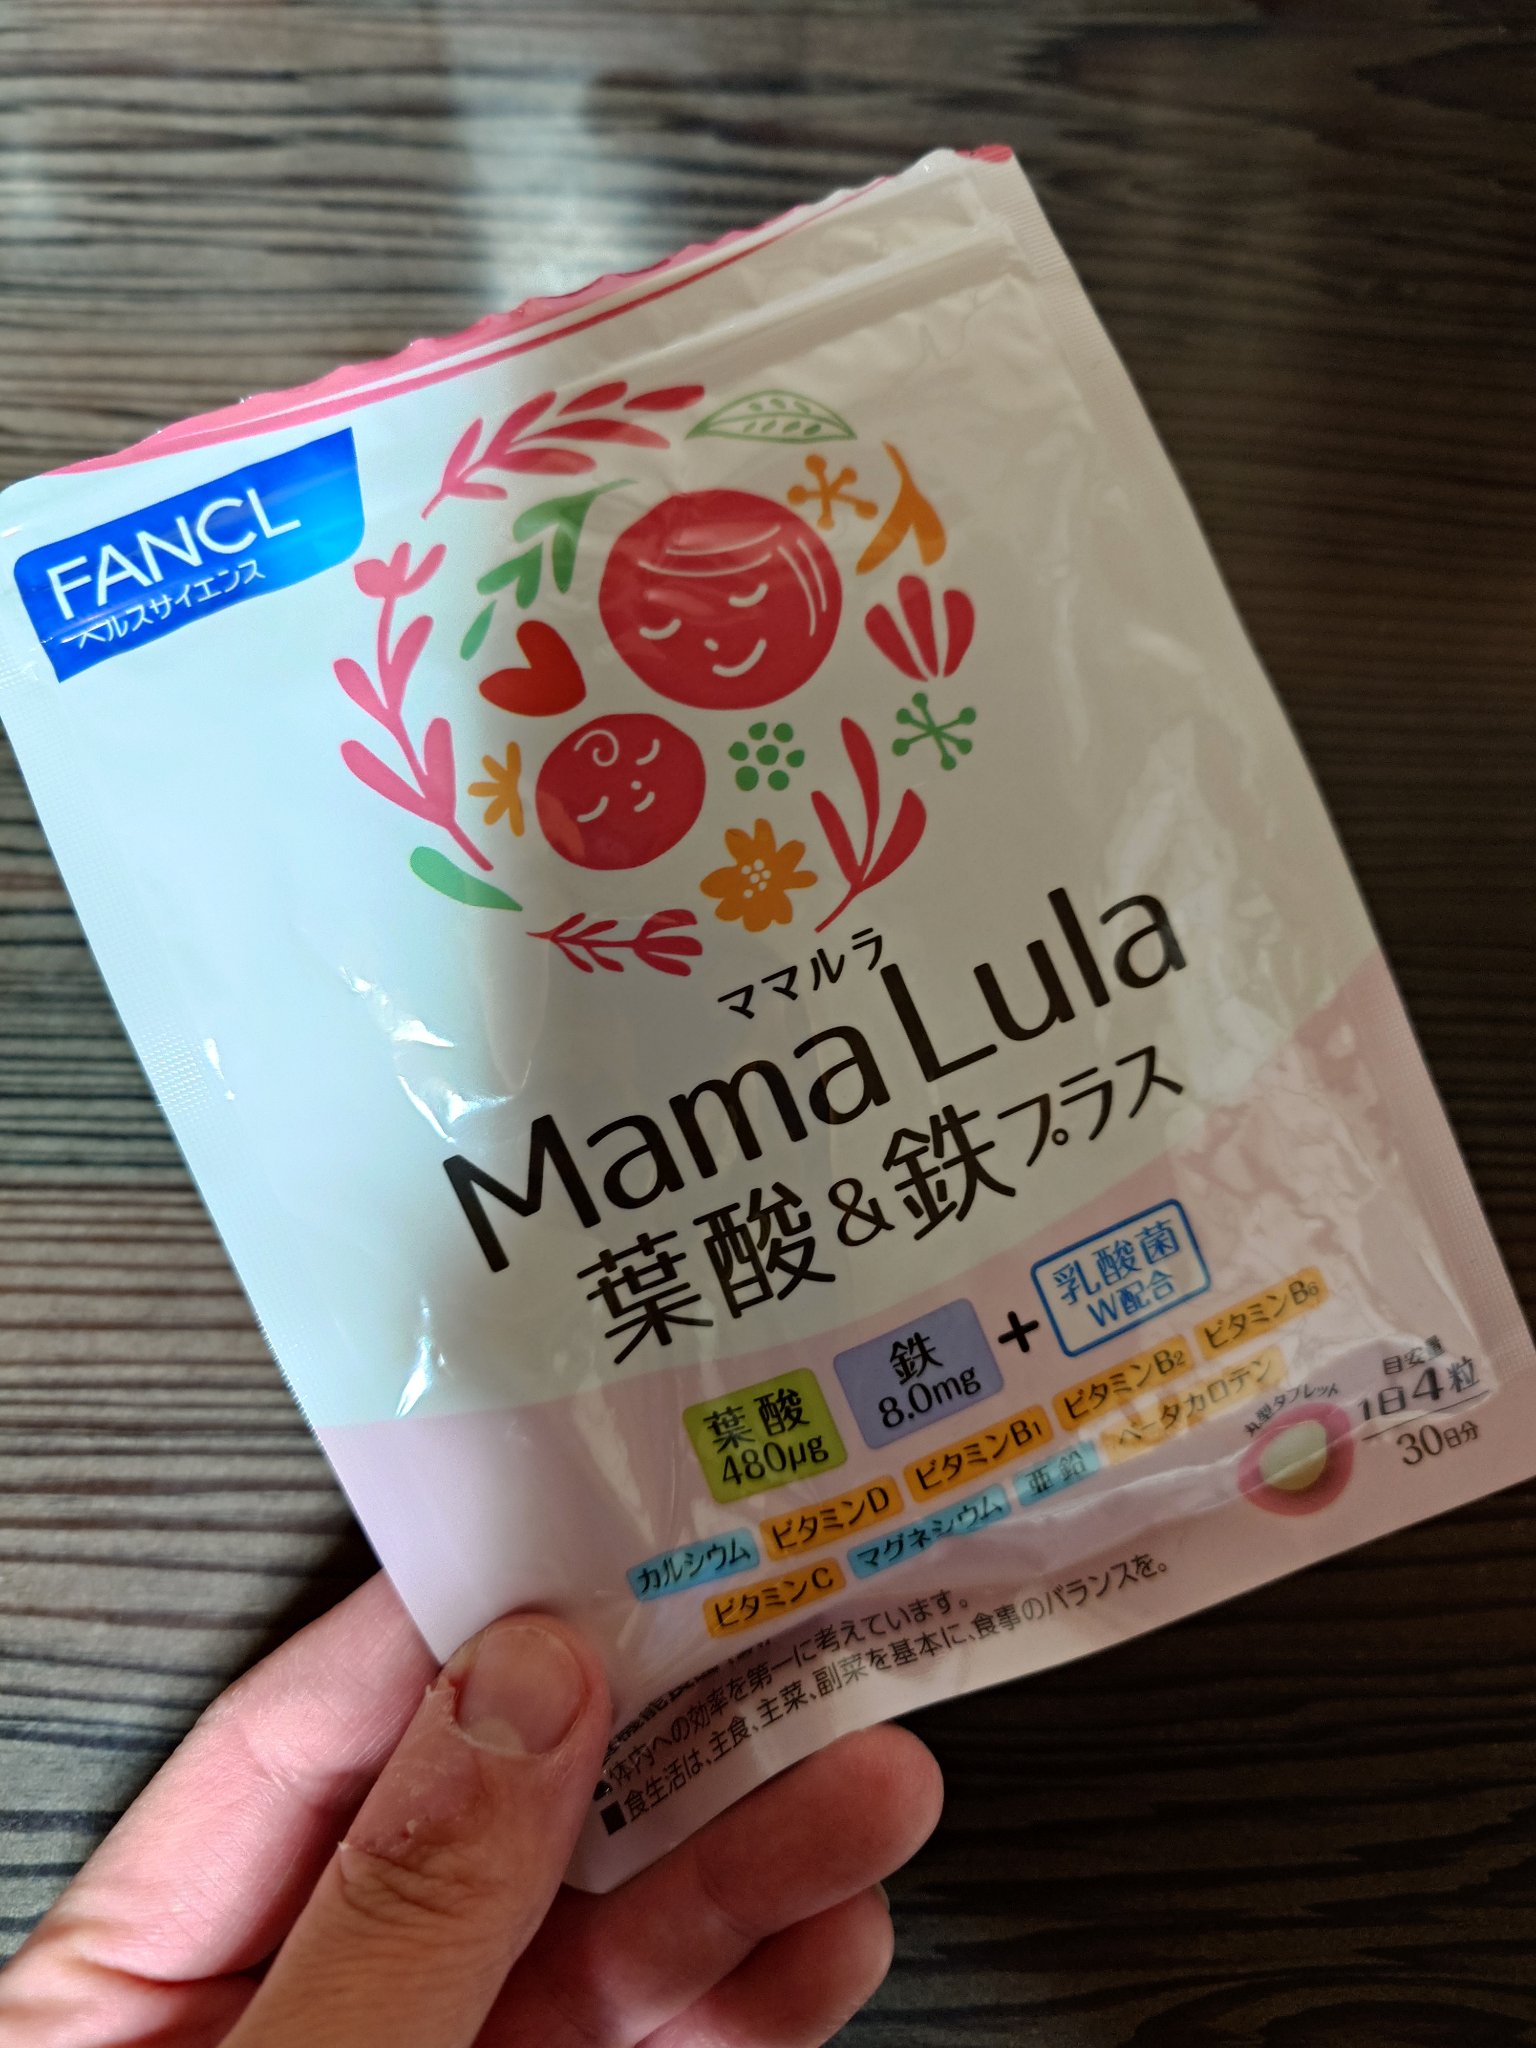 FANCL
ヘルスサイエンス
ママルラ
Mama Lula
葉酸&鉄プラス
葉酸
480μg
鉄
8.0mg
+
乳酸菌
W配合
カルシウム ビタミンD ビタミンB1 ビタミンB2 ビタミンB6
ビタミンC マグネシウム 亜鉛 ベータカロテン
丸型タブレット
目安量
1日4粒
30日分
体内への効率を第一に考えています。
■食生活は、主食、主菜、副菜を基本に、食事のバランスを。